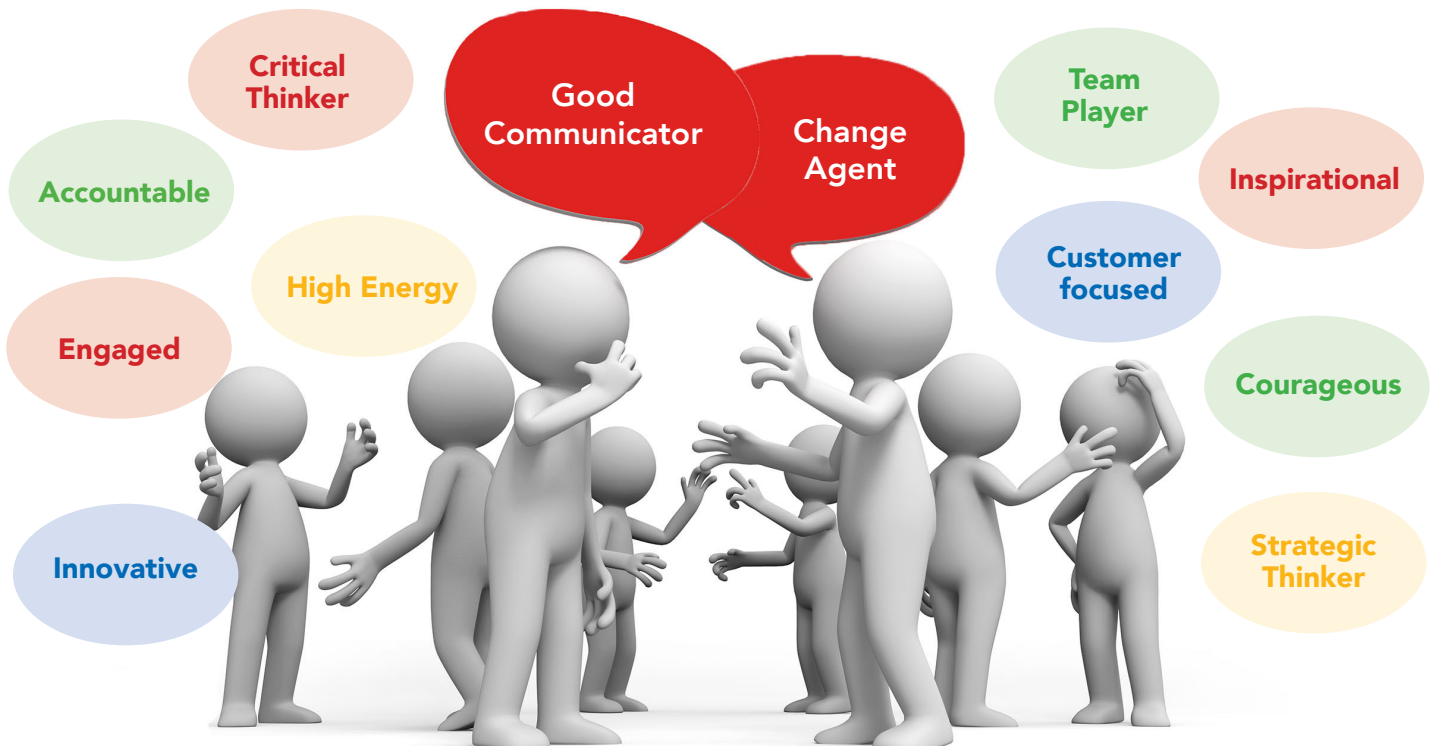 Critical
Thinker
Good
Communicator
Change
Agent
Team
Player
Accountable
Inspirational
High Energy
Customer
focused
Engaged
Courageous
Innovative
Strategic
Thinker